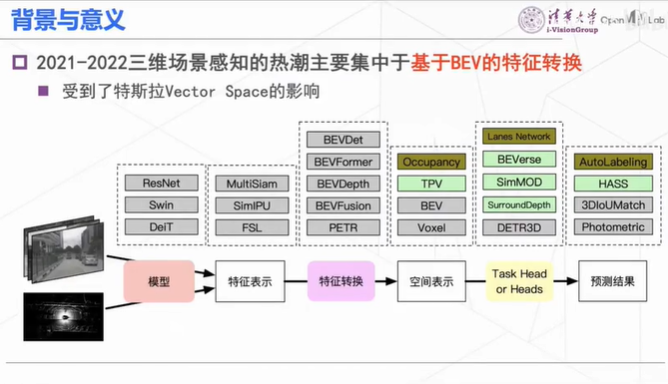 背景与意义
清华大学
i-VisionGroup
OpenMMLab
2021-2022三维场景感知的热潮主要集中于基于BEV的特征转换
受到了特斯拉Vector Space的影响
ResNet
Swin
DeiT
MultiSiam
SimIPU
FSL
BEVDet
BEVFormer
BEVDepth
BEVFusion
PETR
Occupancy
TPV
BEV
Voxel
Lanes Network
BEVerse
SimMOD
SurroundDepth
DETR3D
AutoLabeling
HASS
3DIoUMatch
Photometric
模型
特征表示
特征转换
空间表示
Task Head
or Heads
预测结果